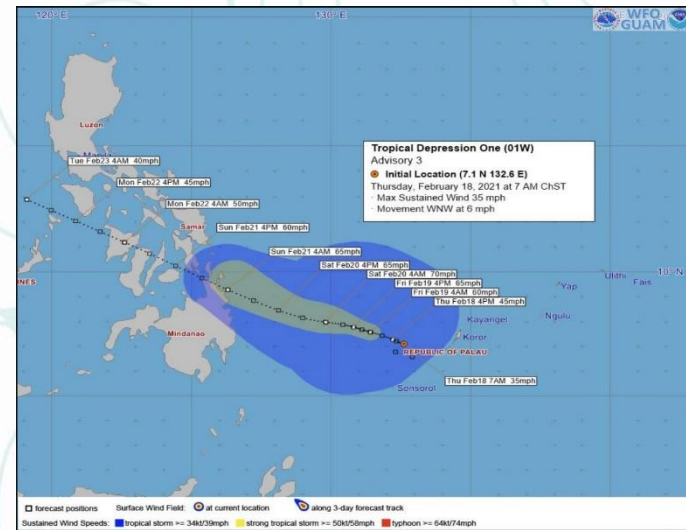 120° E
130° E
WFO
GUAM
Luzon
Manila
Tue Feb23 4AM 40mph
Mon Feb22 4PM 45mph
Mon Feb22 4AM 50mph
Samar
Sun Feb21 4PM 60mph
Sun Feb21 4AM 65mph
Sat Feb20 4PM 65mph
Sat Feb20 4AM 70mph
Fri Feb19 4PM 65mph
Fri Feb19 4AM 60mph
Thu Feb18 4PM 45mph
Tropical Depression One (01W)
Advisory 3
Initial Location (7.1 N 132.6 E)
Thursday, February 18, 2021 at 7 AM ChST
· Max Sustained Wind 35 mph
· Movement WNW at 6 mph
10° N
Ulithi
Fais
Yap
Ngulu
INES
Mindanao
Kayangel
Koror
REPUBLIC OF PALAU
Thu Feb18 7AM 35mph
Sonsorol
forecast positions Surface Wind Field: at current location along 3-day forecast track
Sustained Wind Speeds: tropical storm >= 34kt/39mph strong tropical storm >= 50kt/58mph typhoon >= 64kt/74mph